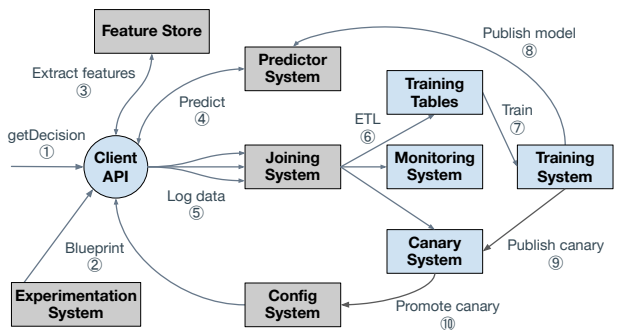 Feature Store
Extract features
③
Predictor
System
Publish model
⑧
Predict
④
Training
Tables
ETL
⑥
Train
⑦
getDecision
①
Client
API
Joining
System
Monitoring
System
Training
System
Log data
⑤
Blueprint
②
Canary
System
Publish canary
⑨
Experimentation
System
Config
System
Promote canary
⑩